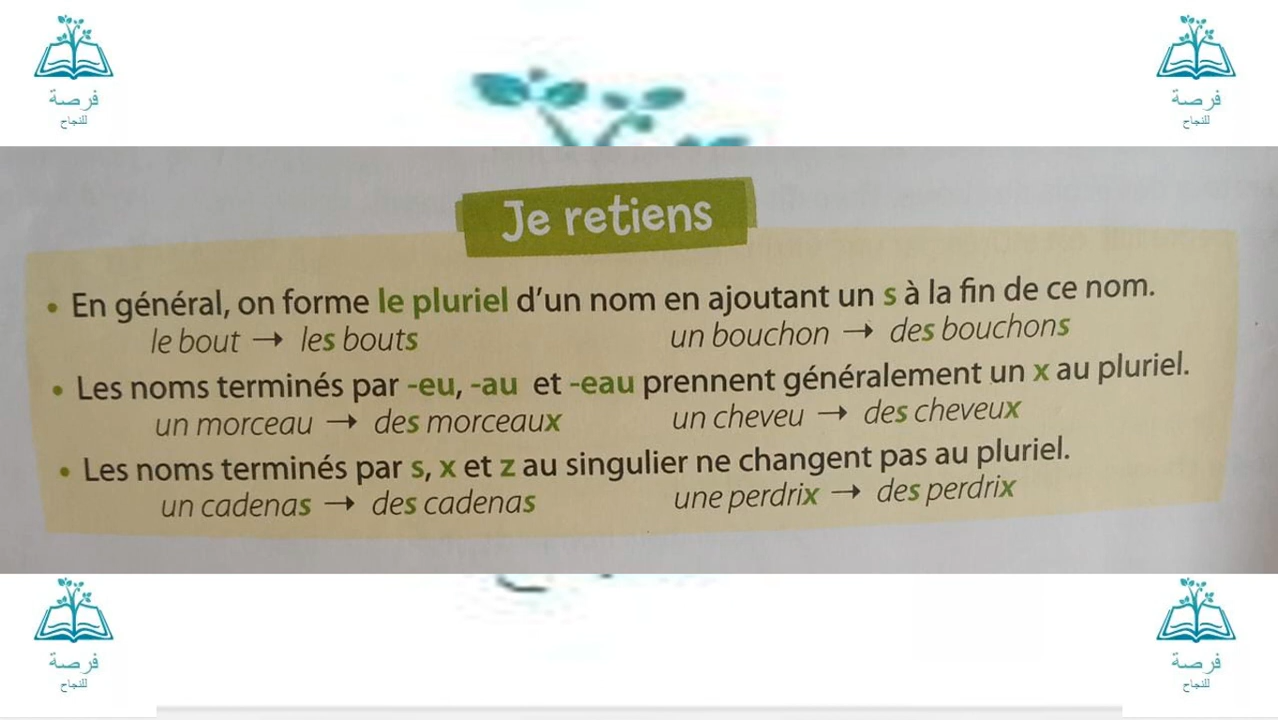 فرصة
للنجاح
فرصة
للنجاح
Je retiens
• En général, on forme le pluriel d'un nom en ajoutant un s à la fin de ce nom.
le bout → les bouts un bouchon → des bouchons
• Les noms terminés par -eu, -au et -eau prennent généralement un x au pluriel.
un morceau → des morceaux un cheveu → des cheveux
• Les noms terminés par s, x et z au singulier ne changent pas au pluriel.
un cadenas → des cadenas une perdrix → des perdrix
فرصة
للنجاح
فرصة
للنجاح